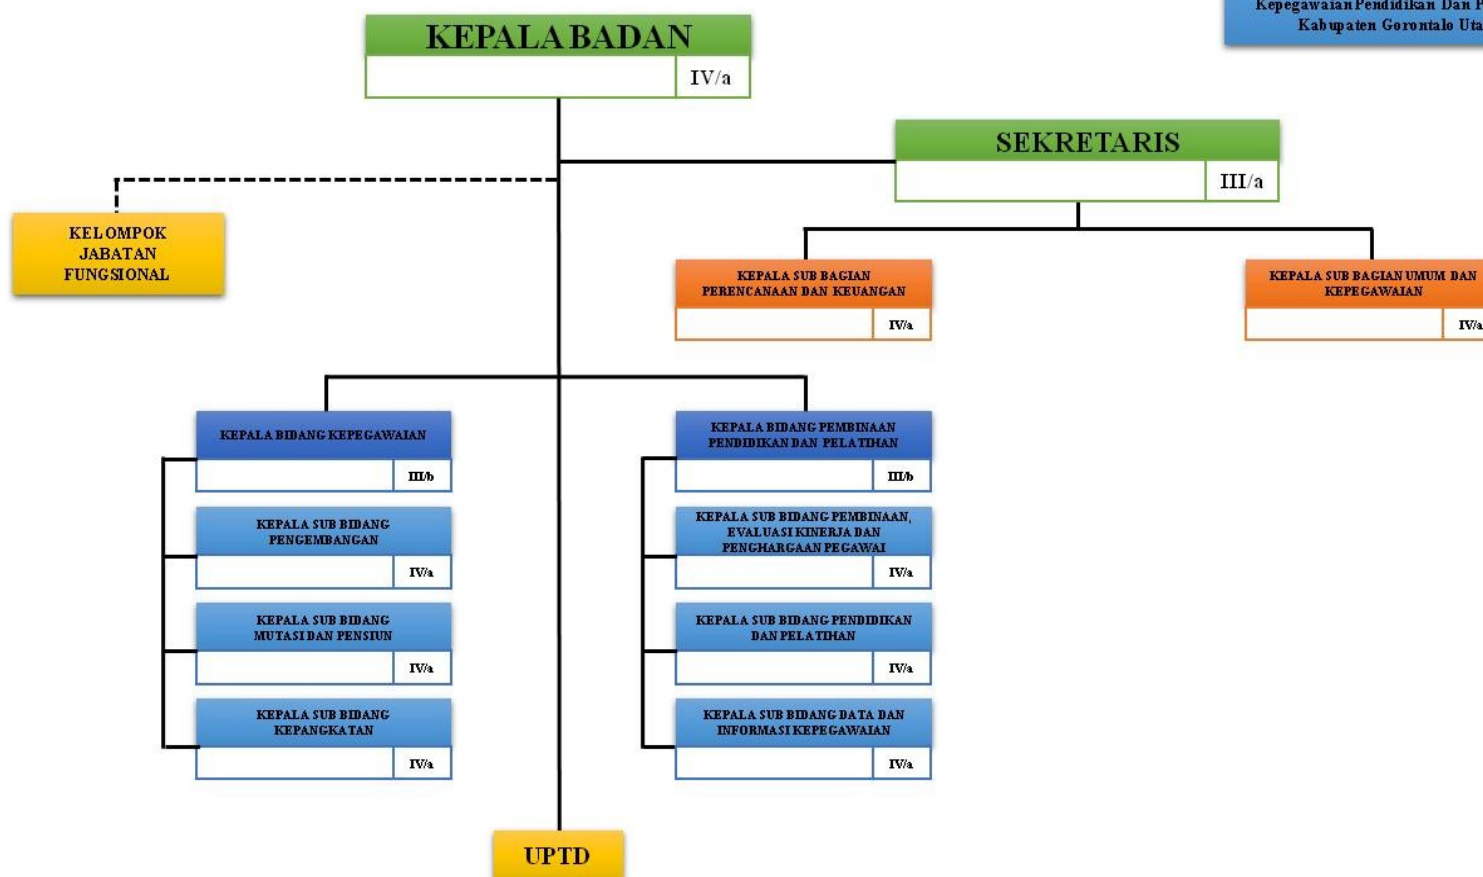 Kepegawaian Pendidikan Dan
Kabupaten Gorontalo
KEPALA BADAN
IV/a
SEKRETARIS
III/a
KELOMPOK
JABATAN
FUNGSIONAL
KEPALA SUB BAGIAN
PERENCANAAN DAN KEUANGAN
IV/a
KEPALA SUB BAGIAN UMUM DAN
KEPEGAWAIAN
IV/a
KEPALA BIDANG KEPEGAWAIAN
III/b
KEPALA SUB BIDANG
PENGEMBANGAN
IV/a
KEPALA SUB BIDANG
MUTASI DAN PENSIUN
IV/a
KEPALA SUB BIDANG
KEPANGKATAN
IV/a
KEPALA BIDANG PEMBINAAN
PENDIDIKAN DAN PELATIHAN
III/b
KEPALA SUB BIDANG PEMBINAAN,
EVALUASI KINERJA DAN
PENGHARGAAN PEGAWAI
IV/a
KEPALA SUB BIDANG PENDIDIKAN
DAN PELATIHAN
IV/a
KEPALA SUB BIDANG DATA DAN
INFORMASI KEPEGAWAIAN
IV/a
UPTD